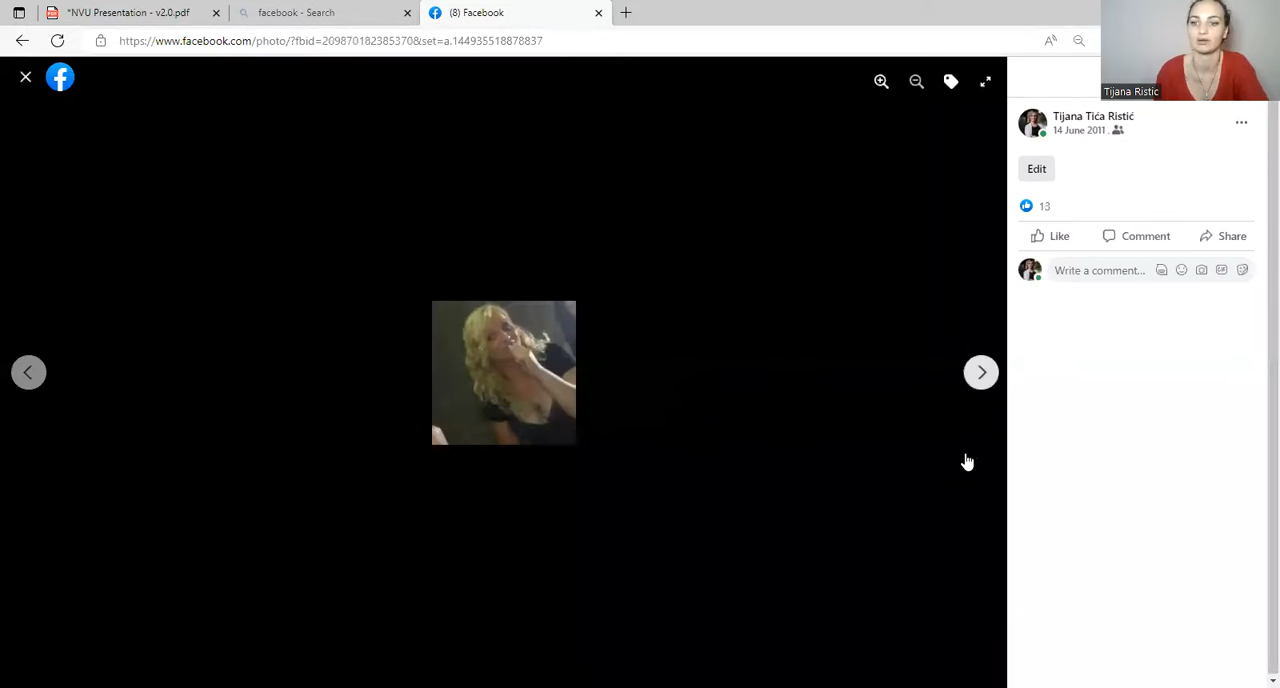 *NVU Presentation - v2.0.pdf
facebook - Search
(8) Facebook
https://www.facebook.com/photo/?fbid=209870182385370&set=a.144935518878837
Tijana Ristic
Tijana Tića Ristić
14 June 2011 ·
Edit
13
Like
Comment
Share
Write a comment...